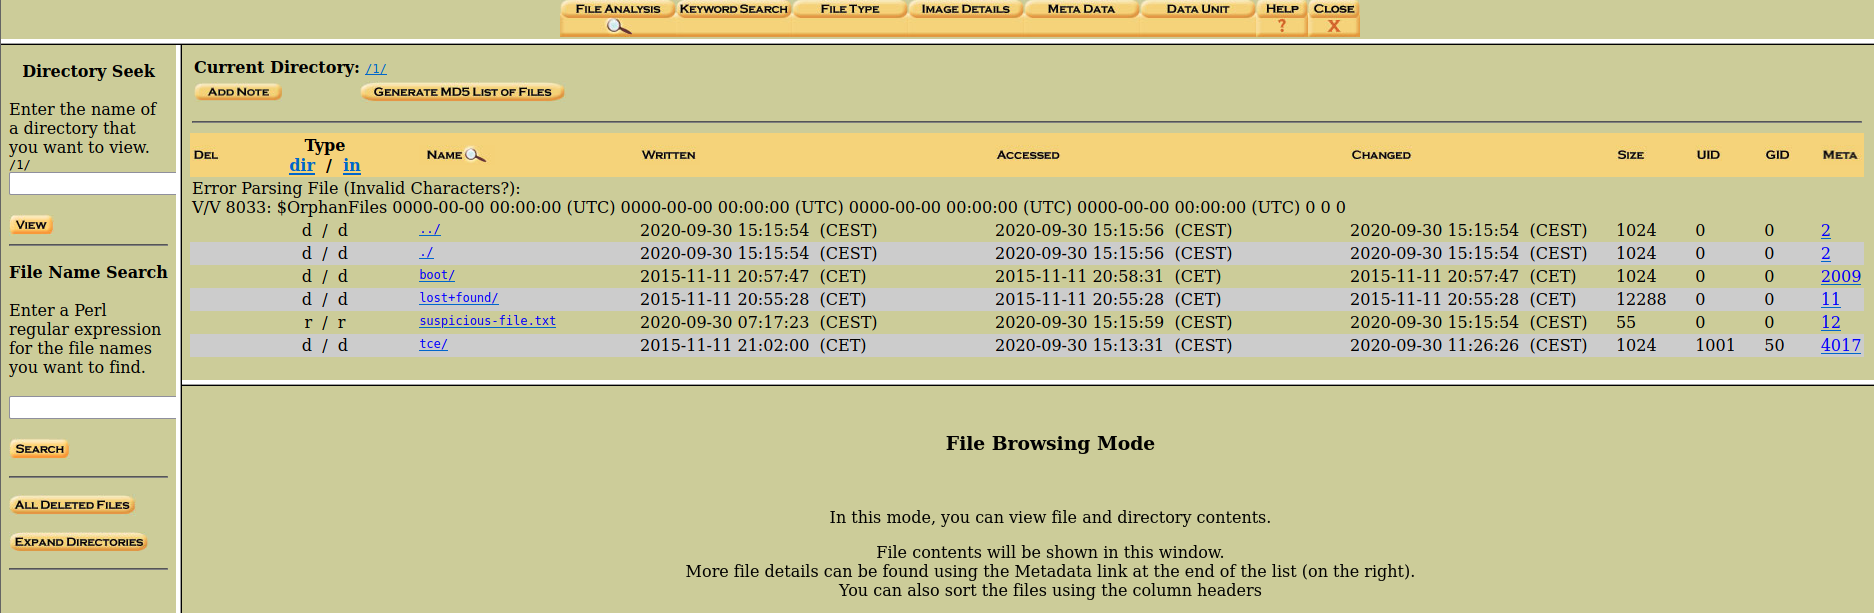 FILE ANALYSIS KEYWORD SEARCH FILE TYPE IMAGE DETAILS META DATA DATA UNIT HELP CLOSE
? X
Directory Seek
Enter the name of
a directory that
you want to view.
/1/
VIEW
File Name Search
Enter a Perl
regular expression
for the file names
you want to find.
SEARCH
ALL DELETED FILES
EXPAND DIRECTORIES
Current Directory: /1/
ADD NOTE GENERATE MD5 LIST OF FILES
DEL Type dir / in NAME WRITTEN ACCESSED CHANGED SIZE UID GID META
Error Parsing File (Invalid Characters?):
V/V 8033: $OrphanFiles 0000-00-00 00:00:00 (UTC) 0000-00-00 00:00:00 (UTC) 0000-00-00 00:00:00 (UTC) 0000-00-00 00:00:00 (UTC) 0 0 0
d / d ../ 2020-09-30 15:15:54 (CEST) 2020-09-30 15:15:56 (CEST) 2020-09-30 15:15:54 (CEST) 1024 0 0 2
d / d ./ 2020-09-30 15:15:54 (CEST) 2020-09-30 15:15:56 (CEST) 2020-09-30 15:15:54 (CEST) 1024 0 0 2
d / d boot/ 2015-11-11 20:57:47 (CET) 2015-11-11 20:58:31 (CET) 2015-11-11 20:57:47 (CET) 1024 0 0 2009
d / d lost+found/ 2015-11-11 20:55:28 (CET) 2015-11-11 20:55:28 (CET) 2015-11-11 20:55:28 (CET) 12288 0 0 11
r / r suspicious-file.txt 2020-09-30 07:17:23 (CEST) 2020-09-30 15:15:59 (CEST) 2020-09-30 15:15:54 (CEST) 55 0 0 12
d / d tce/ 2015-11-11 21:02:00 (CET) 2020-09-30 15:13:31 (CEST) 2020-09-30 11:26:26 (CEST) 1024 1001 50 4017
File Browsing Mode
In this mode, you can view file and directory contents.
File contents will be shown in this window.
More file details can be found using the Metadata link at the end of the list (on the right).
You can also sort the files using the column headers